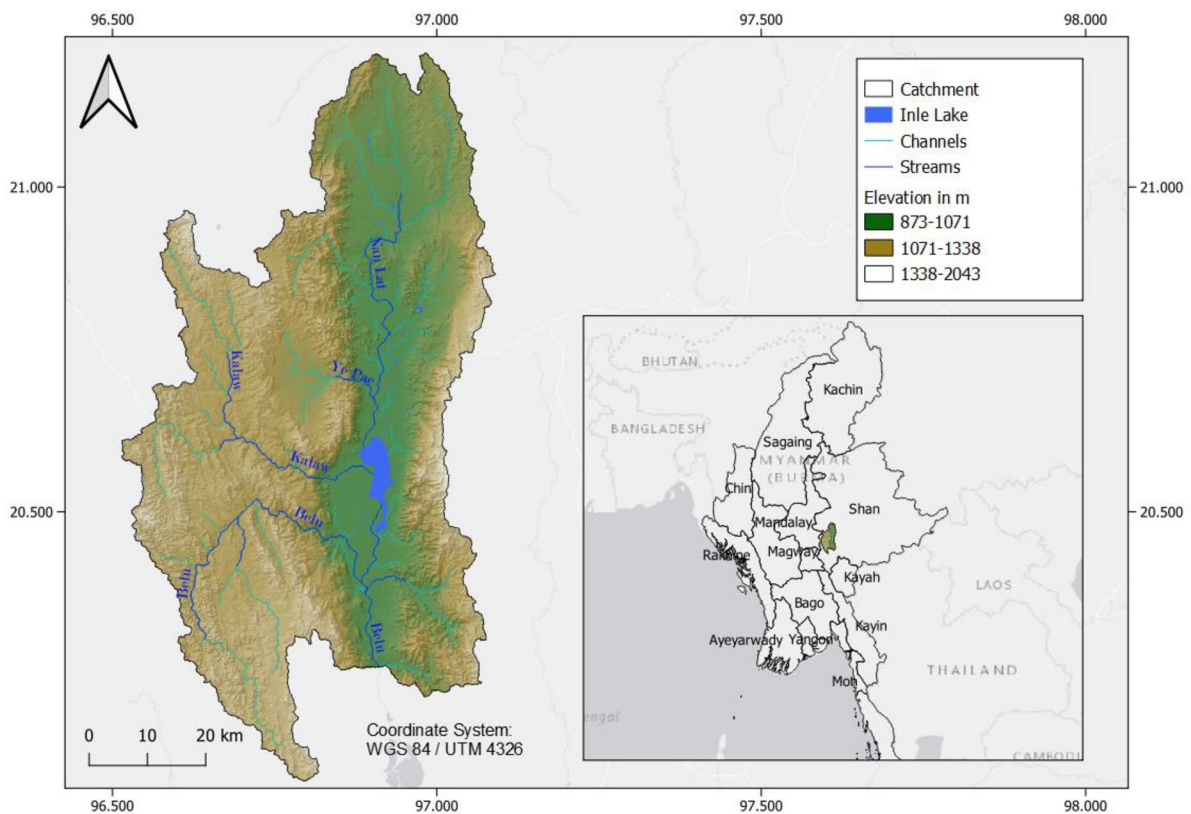 96.500 97.000 97.500 98.000
21.000
21.000
20.500
20.500
Catchment
Inle Lake
Channels
Streams
Elevation in m
873-1071
1071-1338
1338-2043
Nan Lat
Ye Pae
Kalaw
Kalaw
Belu
Belu
Belu
BHUTAN
BANGLADESH
MYANMAR
(BURMA)
LAOS
THAILAND
CAMBODI
engal
Kachin
Sagaing
Chin
Shan
Mandalay
Magway
Rakhine
Kayah
Bago
Kayin
Ayeyarwady
Yangon
Mon
0 10 20 km
Coordinate System:
WGS 84 / UTM 4326
96.500 97.000 97.500 98.000